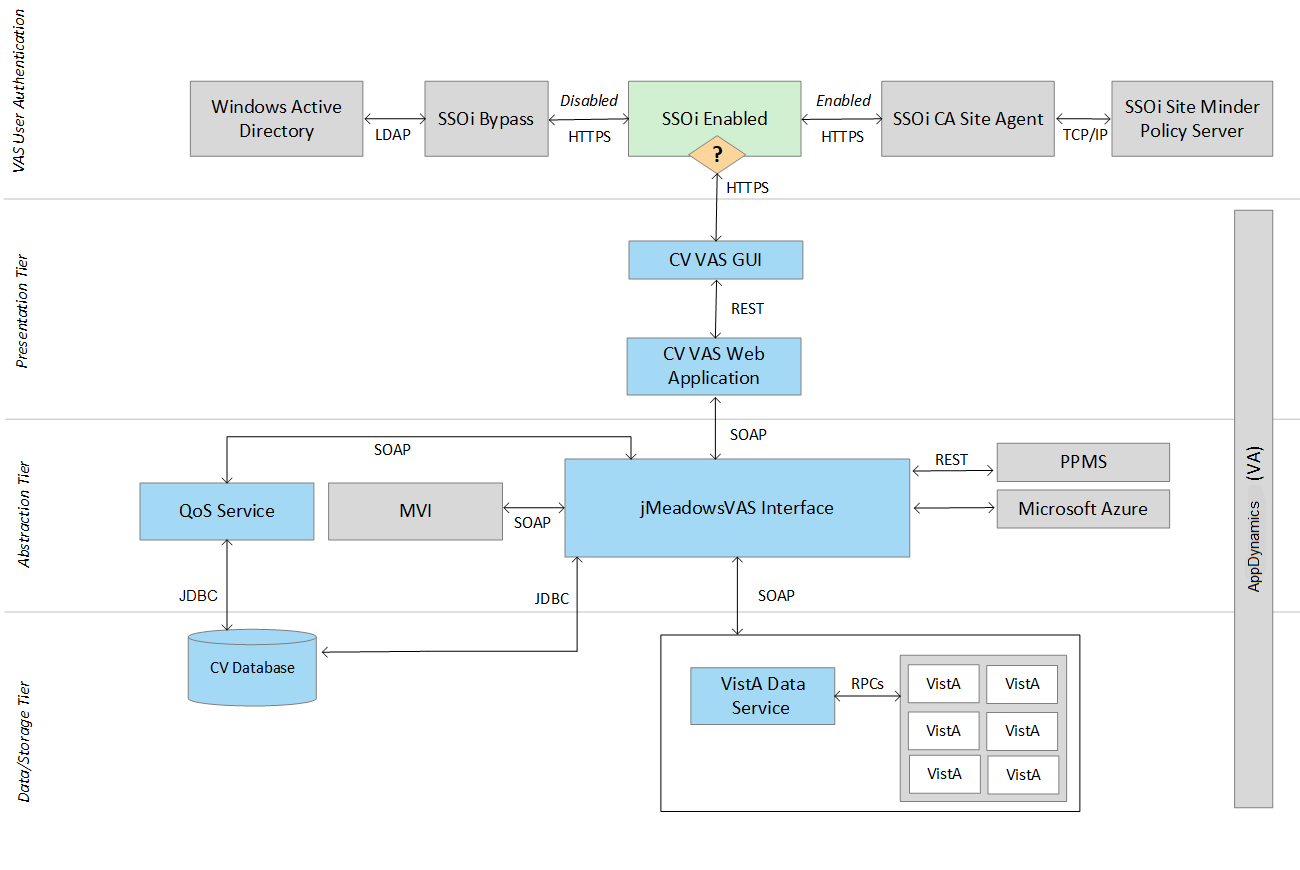 VAS User Authentication
Windows Active
Directory
LDAP
SSOi Bypass
Disabled
HTTPS
SSOi Enabled
?
Enabled
HTTPS
SSOi CA Site Agent
TCP/IP
SSOi Site Minder
Policy Server
HTTPS
Presentation Tier
CV VAS GUI
REST
CV VAS Web
Application
SOAP
Abstraction Tier
SOAP
QoS Service
MVI
SOAP
jMeadowsVAS Interface
REST
PPMS
Microsoft Azure
AppDynamics (VA)
JDBC
JDBC
SOAP
Data/Storage Tier
CV Database
VistA Data
Service
RPCs
VistA
VistA
VistA
VistA
VistA
VistA